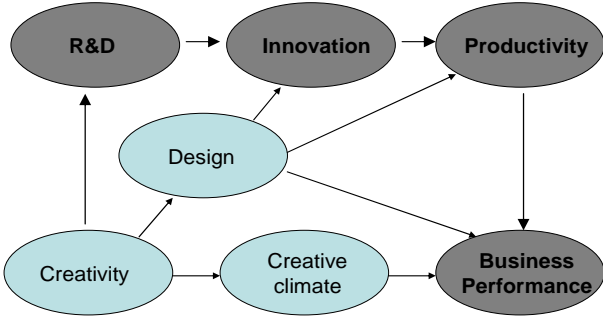 R&D
Innovation
Productivity
Design
Creativity
Creative
climate
Business
Performance